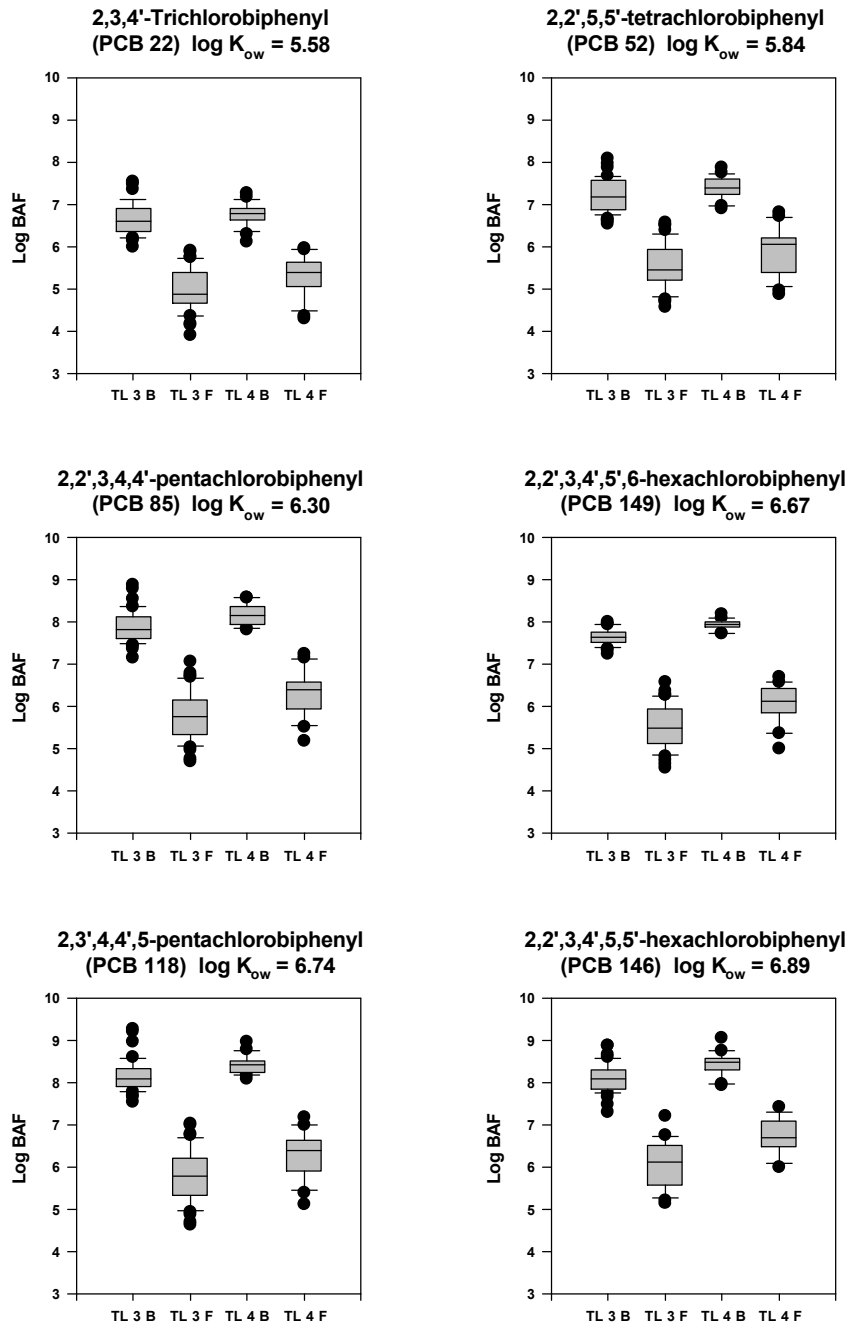 2,3,4'-Trichlorobiphenyl
(PCB 22) log Kow = 5.58
10
9
8
7
6
5
4
3
Log BAF
TL 3 B TL 3 F TL 4 B TL 4 F
2,2',5,5'-tetrachlorobiphenyl
(PCB 52) log Kow = 5.84
10
9
8
7
6
5
4
3
Log BAF
TL 3 B TL 3 F TL 4 B TL 4 F
2,2',3,4,4'-pentachlorobiphenyl
(PCB 85) log Kow = 6.30
10
9
8
7
6
5
4
3
Log BAF
TL 3 B TL 3 F TL 4 B TL 4 F
2,2',3,4',5',6-hexachlorobiphenyl
(PCB 149) log Kow = 6.67
10
9
8
7
6
5
4
3
Log BAF
TL 3 B TL 3 F TL 4 B TL 4 F
2,3',4,4',5-pentachlorobiphenyl
(PCB 118) log Kow = 6.74
10
9
8
7
6
5
4
3
Log BAF
TL 3 B TL 3 F TL 4 B TL 4 F
2,2',3,4',5,5'-hexachlorobiphenyl
(PCB 146) log Kow = 6.89
10
9
8
7
6
5
4
3
Log BAF
TL 3 B TL 3 F TL 4 B TL 4 F